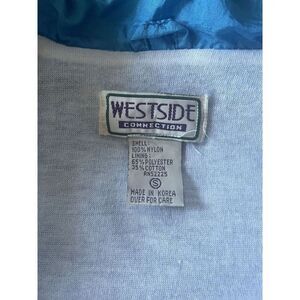 WESTSIDE
CONNECTION
SHELL:
100% NYLON
LINING:
65% POLYESTER
35% COTTON
RN52225
S
MADE IN KOREA
OVER FOR CARE